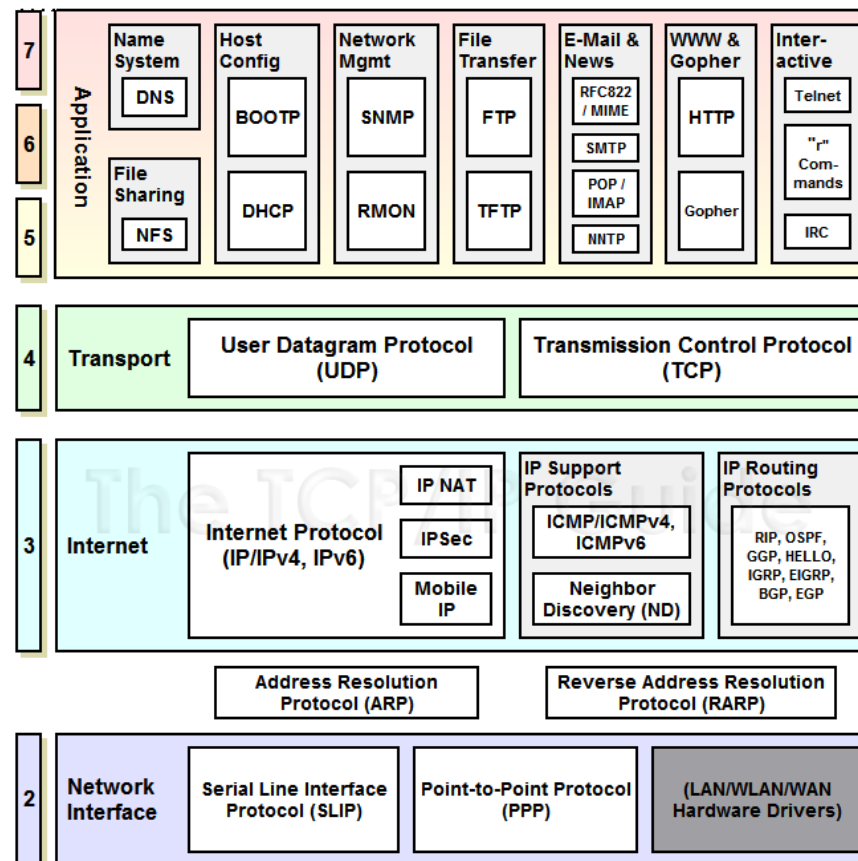 7
6
5
Application
Name
System
DNS
File
Sharing
NFS
Host
Config
BOOTP
DHCP
Network
Mgmt
SNMP
RMON
File
Transfer
FTP
TFTP
E-Mail &
News
RFC822
/ MIME
SMTP
POP /
IMAP
NNTP
WWW &
Gopher
HTTP
Gopher
Inter-
active
Telnet
"r"
Com-
mands
IRC
4
Transport
User Datagram Protocol
(UDP)
Transmission Control Protocol
(TCP)
The TCP/IP Guide
3
Internet
Internet Protocol
(IP/IPv4, IPv6)
IP NAT
IPSec
Mobile
IP
IP Support
Protocols
ICMP/ICMPv4,
ICMPv6
Neighbor
Discovery (ND)
IP Routing
Protocols
RIP, OSPF,
GGP, HELLO,
IGRP, EIGRP,
BGP, EGP
Address Resolution
Protocol (ARP)
Reverse Address Resolution
Protocol (RARP)
2
Network
Interface
Serial Line Interface
Protocol (SLIP)
Point-to-Point Protocol
(PPP)
(LAN/WLAN/WAN
Hardware Drivers)